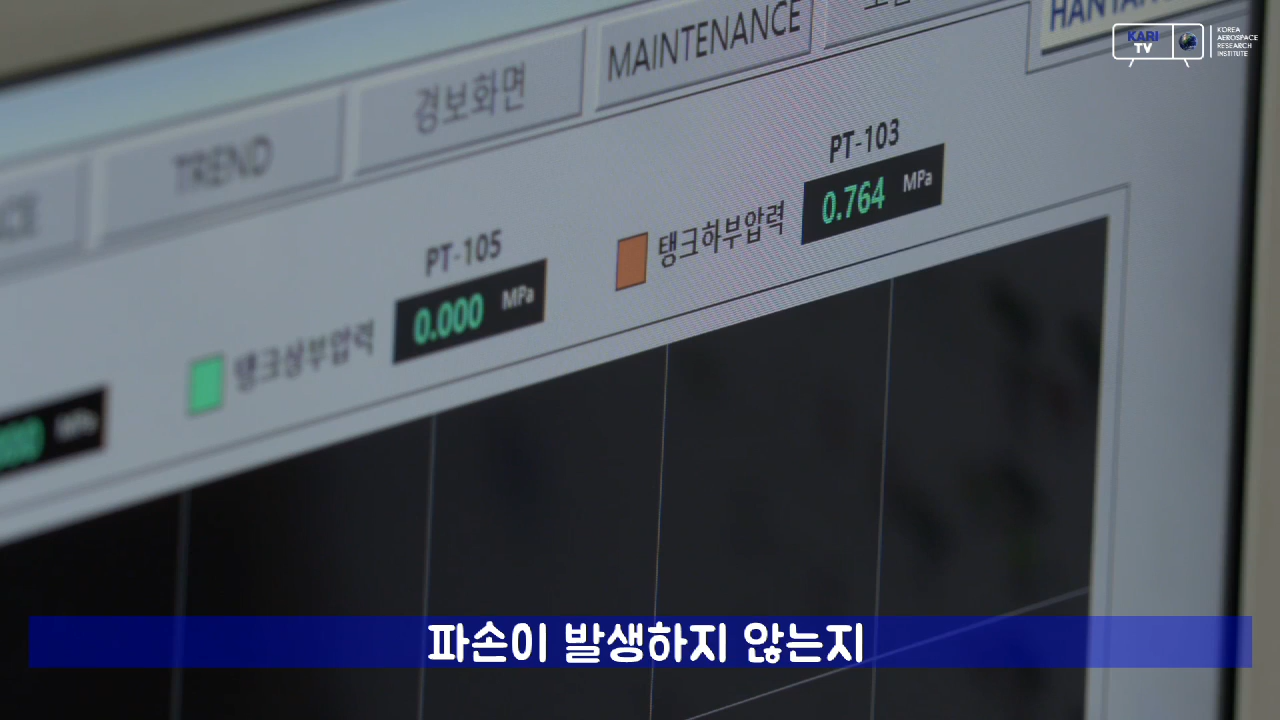 MAINTENANCE
HANYANG
KARI
TV
KOREA
AEROSPACE
RESEARCH
INSTITUTE
TREND
경보화면
PT-103
탱크하부압력
0.764 MPa
PT-105
탱크상부압력
0.000 MPa
MPa
파손이 발생하지 않는지